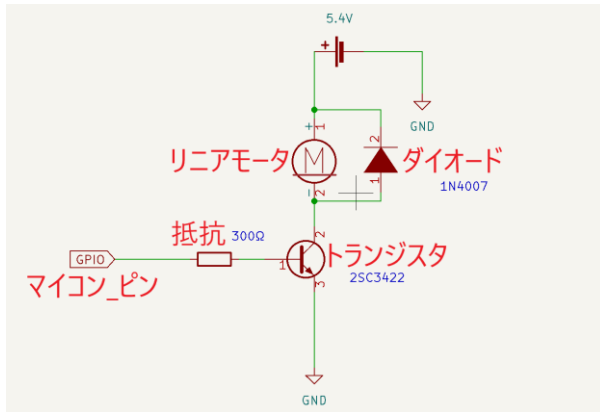 5.4V
+
GND
+
1
2
リニアモータ
M
ダイオード
1
1N4007
-
2
抵抗
300Ω
2
トランジスタ
GPIO
1
2SC3422
マイコン_ピン
3
GND